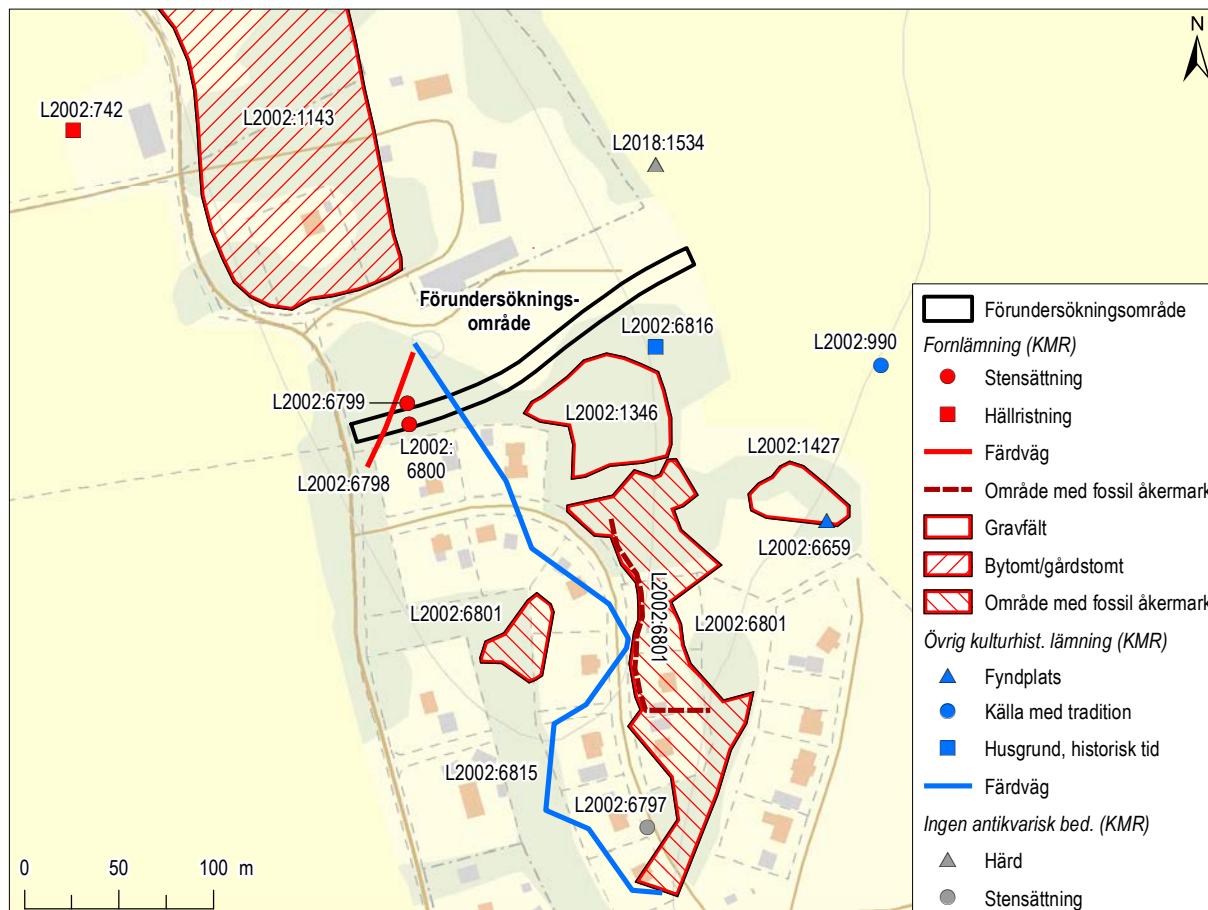 N
L2002:742
L2002:1143
L2018:1534
Förundersöknings-
område
L2002:6816
L2002:990
L2002:6799
L2002:1346
L2002:
6800
L2002:6798
L2002:1427
L2002:6659
L2002:6801
L2002:6801
L2002:6801
L2002:6815
L2002:6797
0 50 100 m
Förundersökningsområde
Fornlämning (KMR)
Stensättning
Hällristning
Färdväg
Område med fossil åkermark
Gravfält
Bytomt/gårdstomt
Område med fossil åkermark
Övrig kulturhist. lämning (KMR)
Fyndplats
Källa med tradition
Husgrund, historisk tid
Färdväg
Ingen antikvarisk bed. (KMR)
Härd
Stensättning